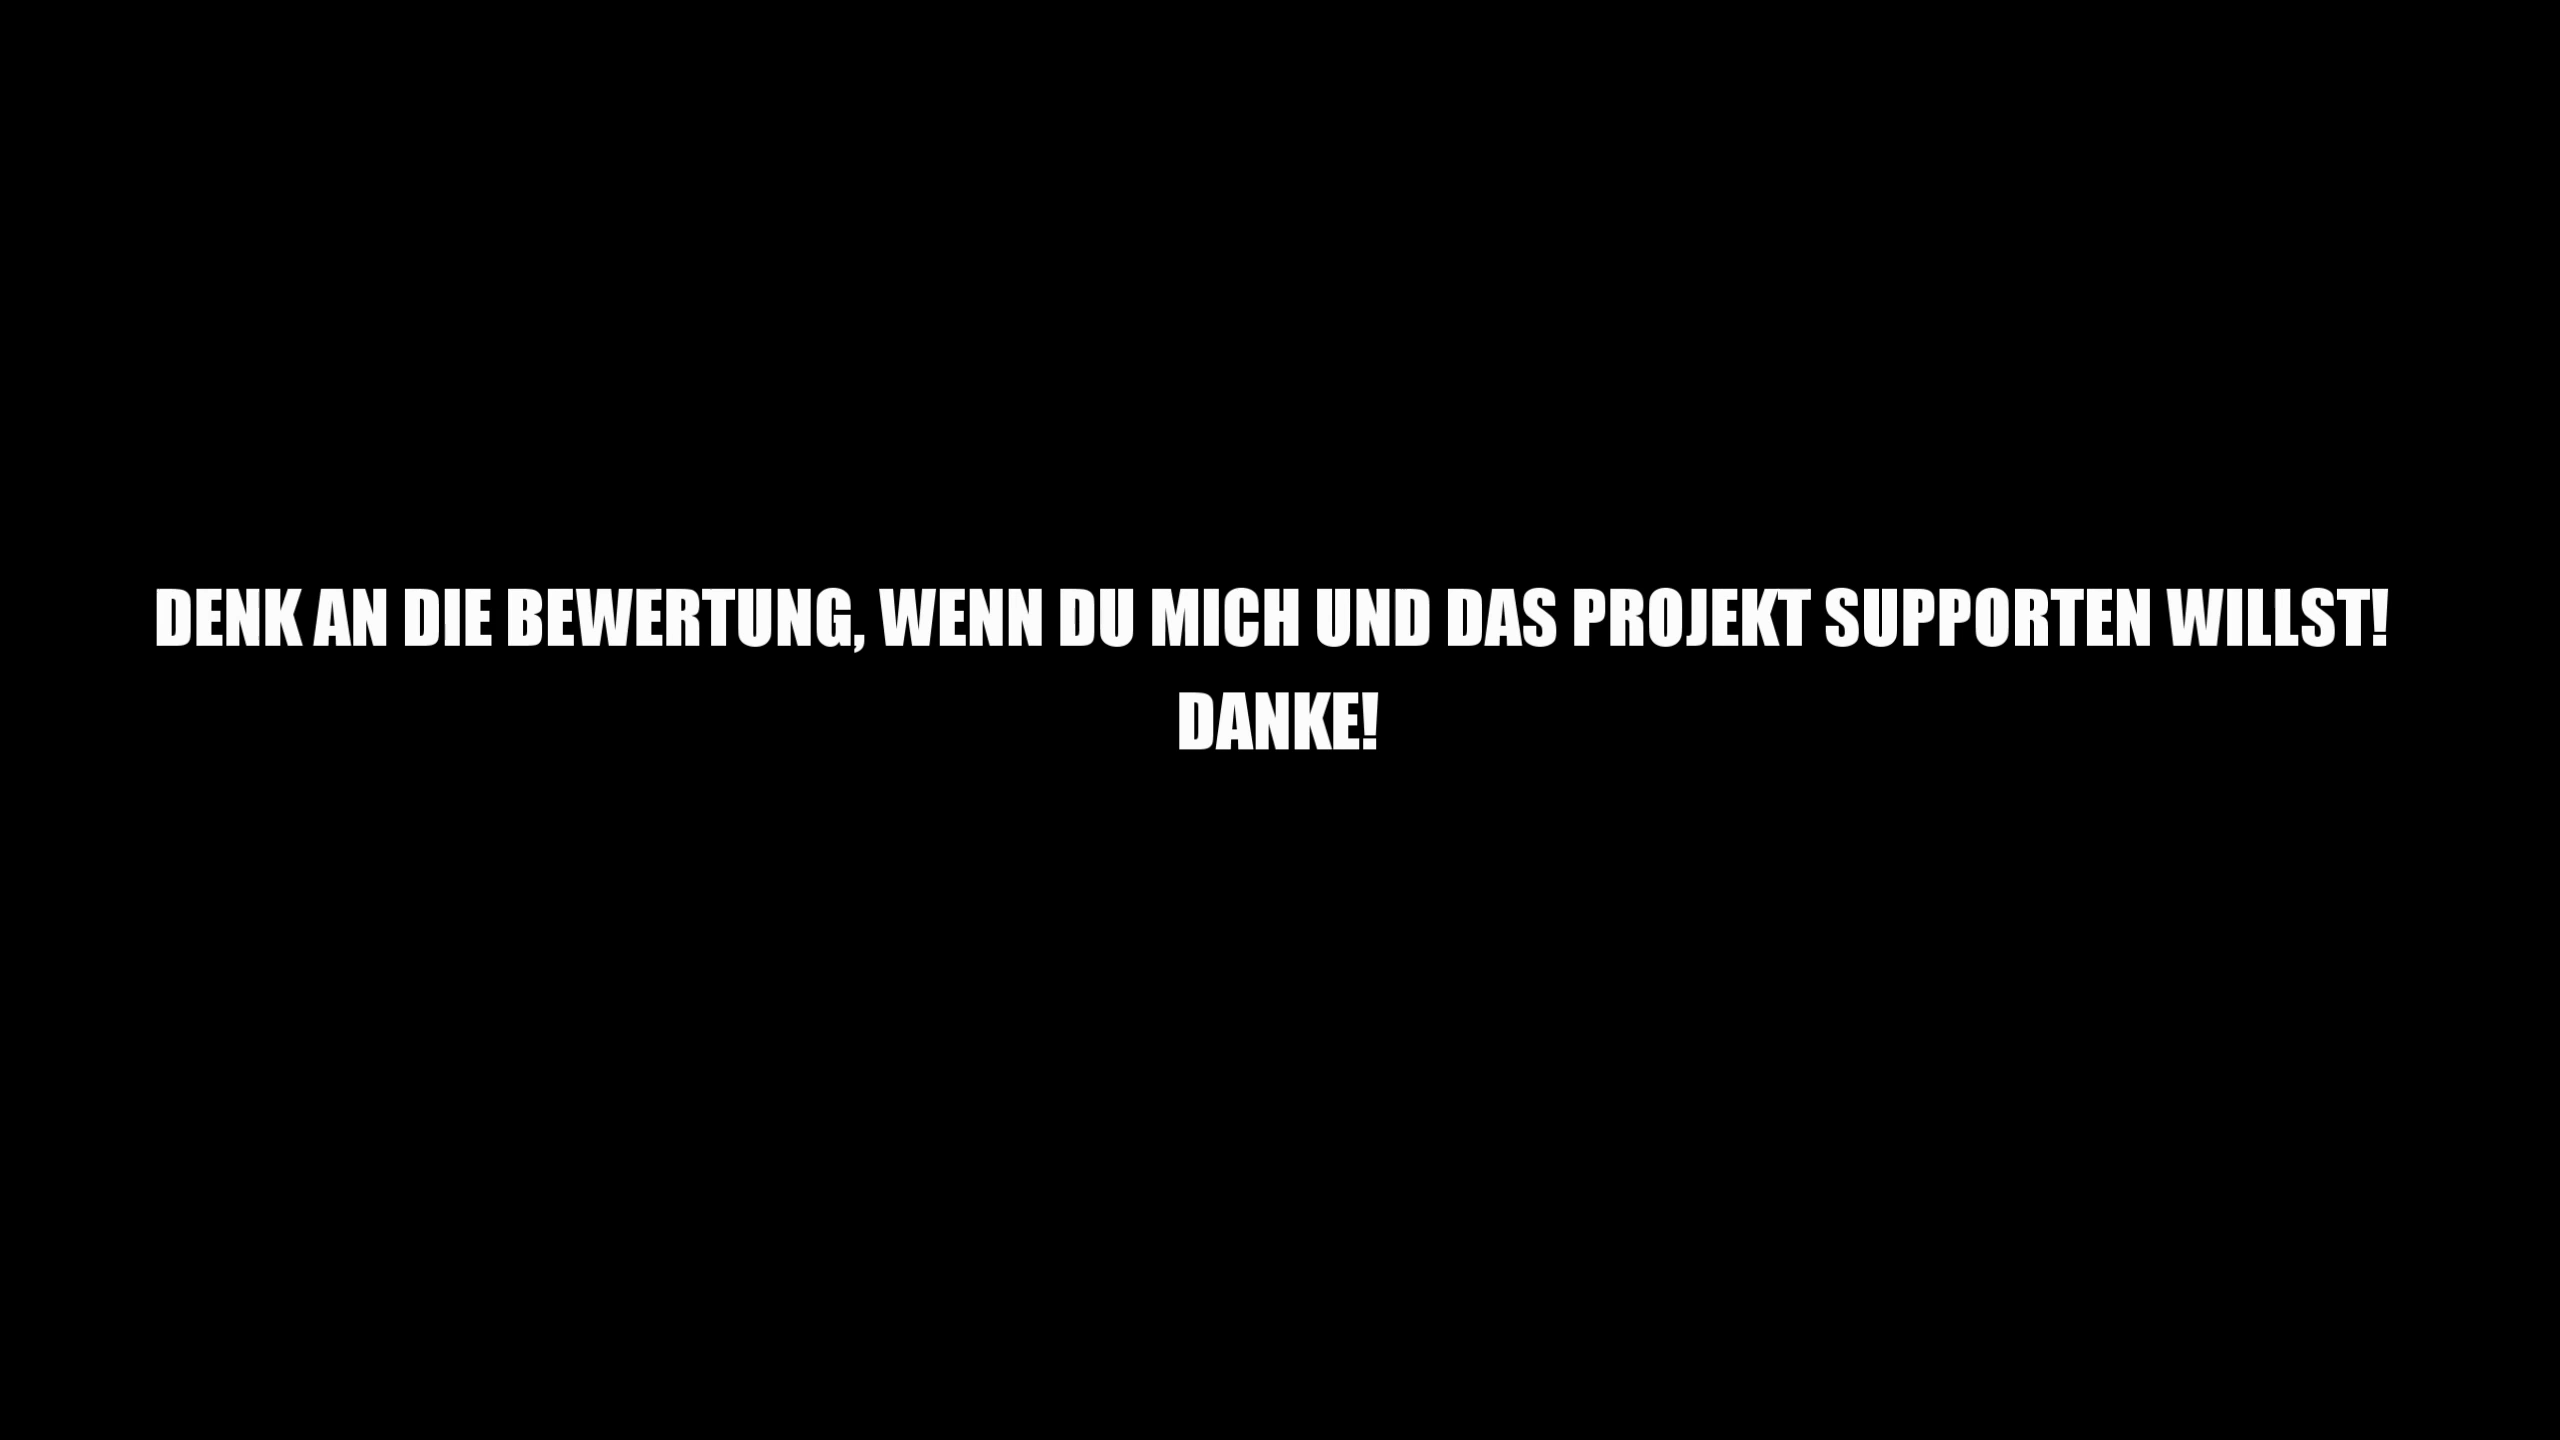 DENK AN DIE BEWERTUNG, WENN DU MICH UND DAS PROJEKT SUPPORTEN WILLST!
DANKE!